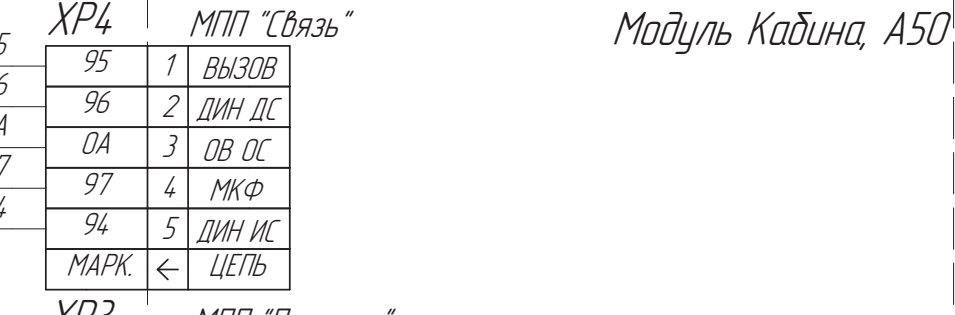 XP4 МПП "Связь" Модуль Кабина, А50
95 1 ВЫЗОВ
96 2 ДИН ДС
0А 3 ОВ ОС
97 4 МКФ
94 5 ДИН ИС
МАРК. ← ЦЕПЬ